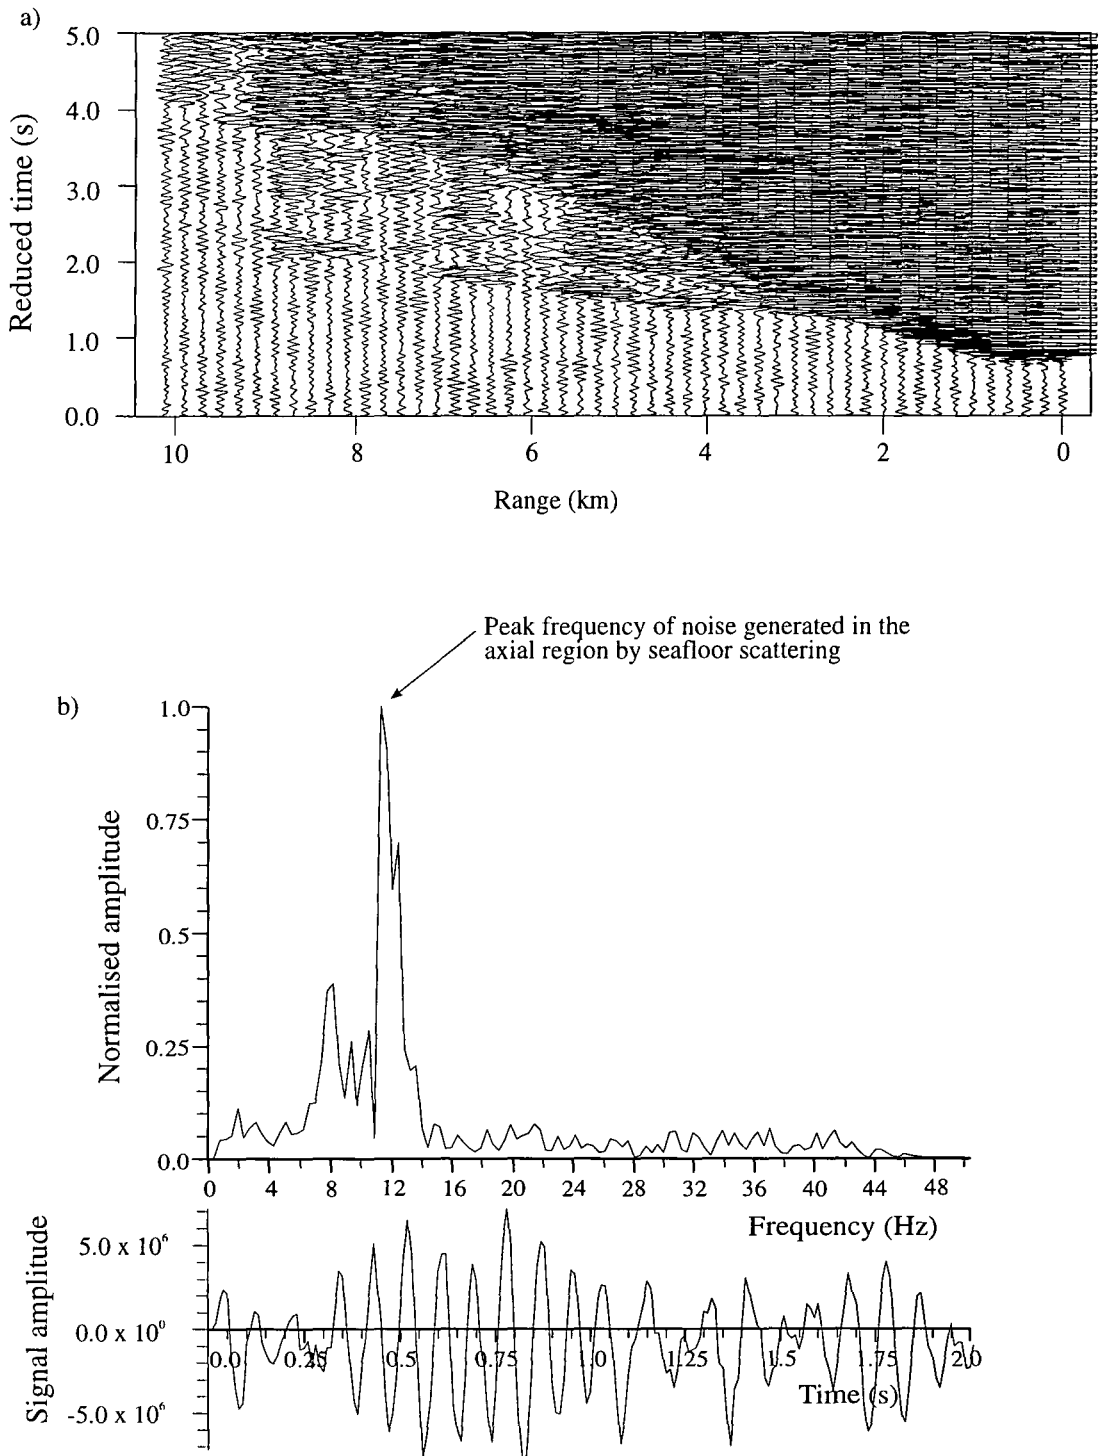 a)
5.0
4.0
3.0
2.0
1.0
0.0
Reduced time (s)
10 8 6 4 2 0
Range (km)
Peak frequency of noise generated in the
axial region by seafloor scattering
b)
1.0
0.75
0.5
0.25
0.0
Normalised amplitude
0 4 8 12 16 20 24 28 32 36 40 44 48
Frequency (Hz)
5.0 x 10⁶
0.0 x 10⁰
-5.0 x 10⁶
Signal amplitude
0.0 0.25 0.5 0.75 1.0 1.25 1.5 1.75 2.0
Time (s)